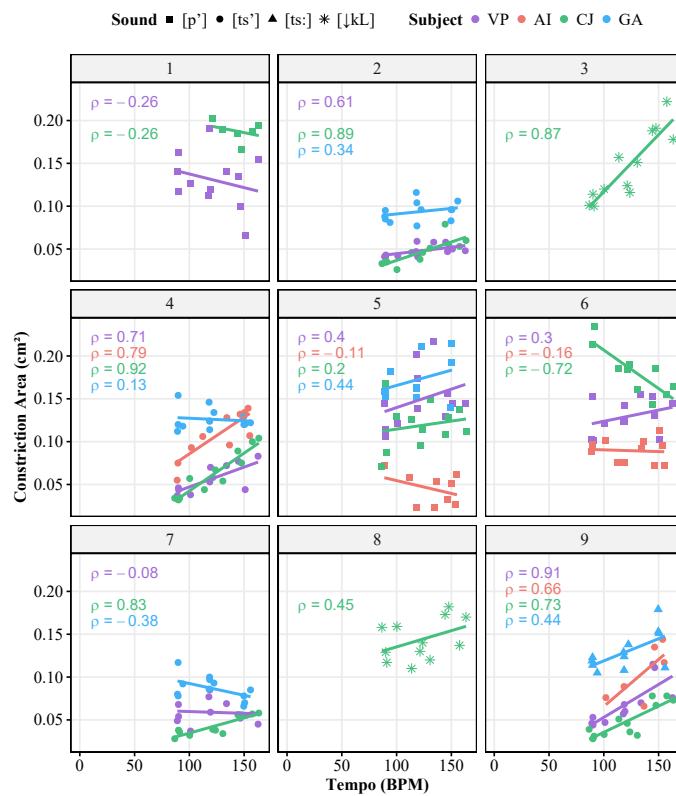 Sound [p’] [ts’] [ts:] [↓kL] Subject VP AI CJ GA
1 2 3
ρ = − 0.26 ρ = 0.61
ρ = − 0.26 ρ = 0.89 ρ = 0.87
ρ = 0.34
0.20
0.15
0.10
0.05
4 5 6
ρ = 0.71 ρ = 0.4 ρ = 0.3
ρ = 0.79 ρ = − 0.11 ρ = − 0.16
ρ = 0.92 ρ = 0.2 ρ = − 0.72
ρ = 0.13 ρ = 0.44
0.20
0.15
0.10
0.05
Constriction Area (cm²)
7 8 9
ρ = − 0.08 ρ = 0.91
ρ = 0.66
ρ = 0.83 ρ = 0.45 ρ = 0.73
ρ = − 0.38 ρ = 0.44
0.20
0.15
0.10
0.05
0 50 100 150 0 50 100 150 0 50 100 150
Tempo (BPM)